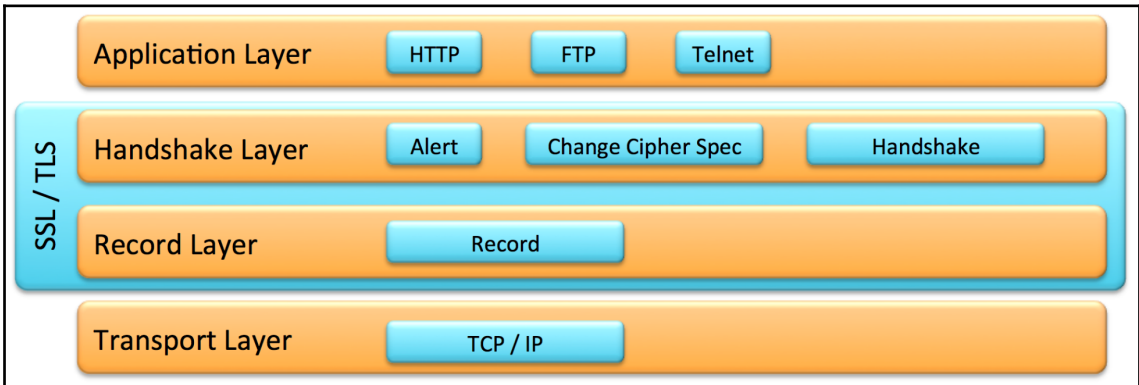 Application Layer HTTP FTP Telnet
SSL / TLS
Handshake Layer Alert Change Cipher Spec Handshake
Record Layer Record
Transport Layer TCP / IP